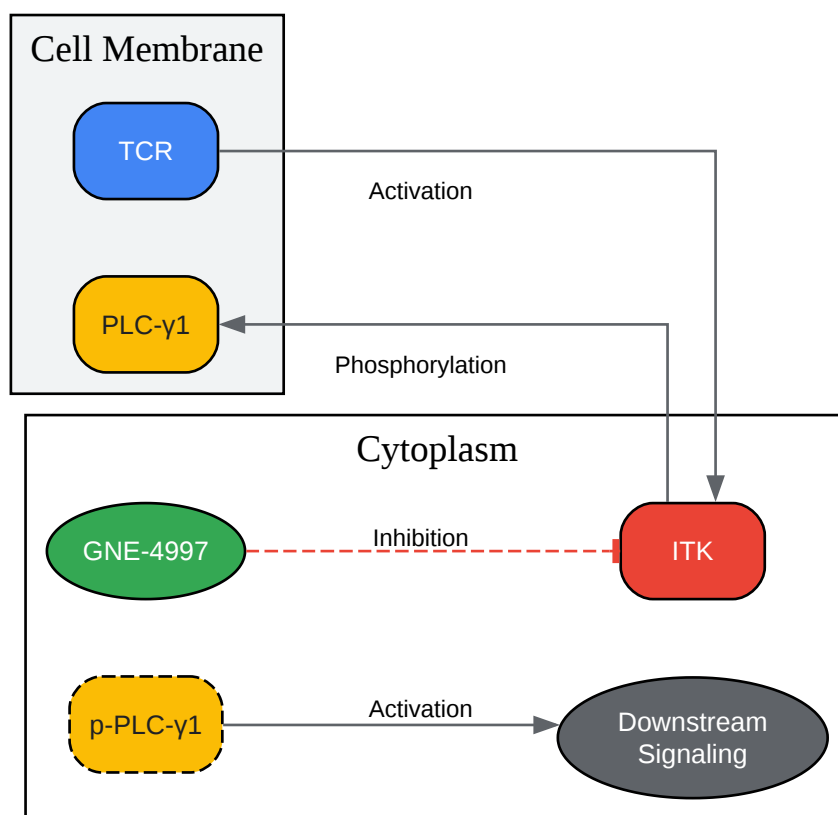 Cell Membrane
TCR
Activation
PLC-γ1
Phosphorylation
Cytoplasm
GNE-4997
Inhibition
ITK
p-PLC-γ1
Activation
Downstream
Signaling